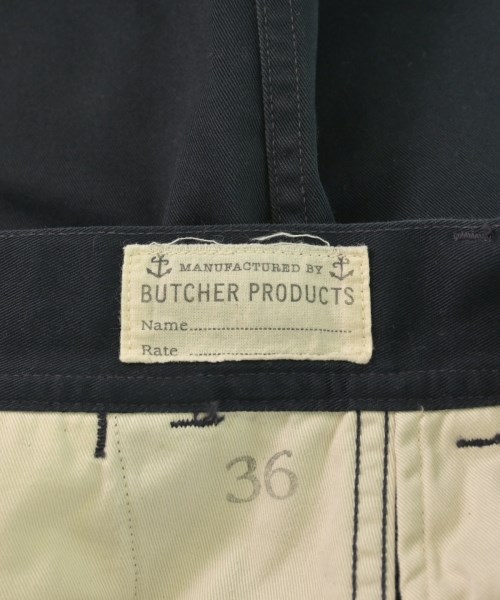 MANUFACTURED BY
BUTCHER PRODUCTS
Name..............................
Rate ..............................
36